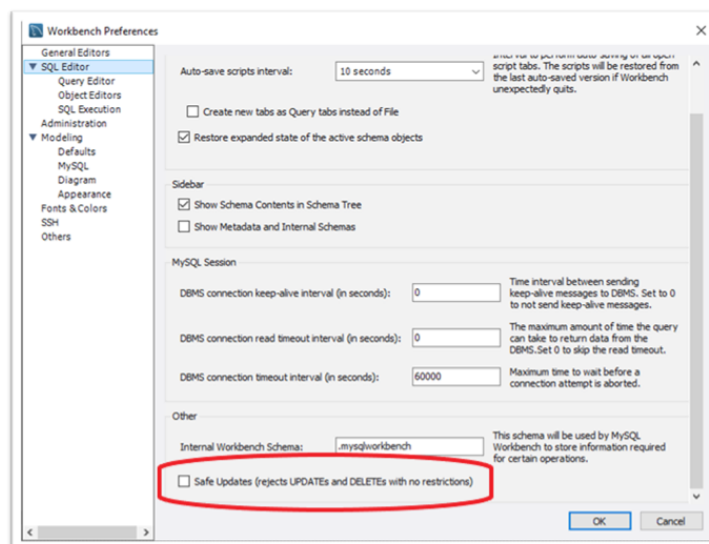 Workbench Preferences
General Editors
SQL Editor
Query Editor
Object Editors
SQL Execution
Administration
Modeling
Defaults
MySQL
Diagram
Appearance
Fonts & Colors
SSH
Others
Auto-save scripts interval:
10 seconds
interval to perform auto-saving of all open
script tabs. The scripts will be restored from
the last auto-saved version if Workbench
unexpectedly quits.
Create new tabs as Query tabs instead of File
Restore expanded state of the active schema objects
Sidebar
Show Schema Contents in Schema Tree
Show Metadata and Internal Schemas
MySQL Session
DBMS connection keep-alive interval (in seconds):
0
Time interval between sending
keep-alive messages to DBMS. Set to 0
to not send keep-alive messages.
DBMS connection read timeout interval (in seconds):
0
The maximum amount of time the query
can take to return data from the
DBMS.Set 0 to skip the read timeout.
DBMS connection timeout interval (in seconds):
60000
Maximum time to wait before a
connection attempt is aborted.
Other
Internal Workbench Schema:
.mysqlworkbench
This schema will be used by MySQL
Workbench to store information required
for certain operations.
Safe Updates (rejects UPDATEs and DELETEs with no restrictions)
OK
Cancel